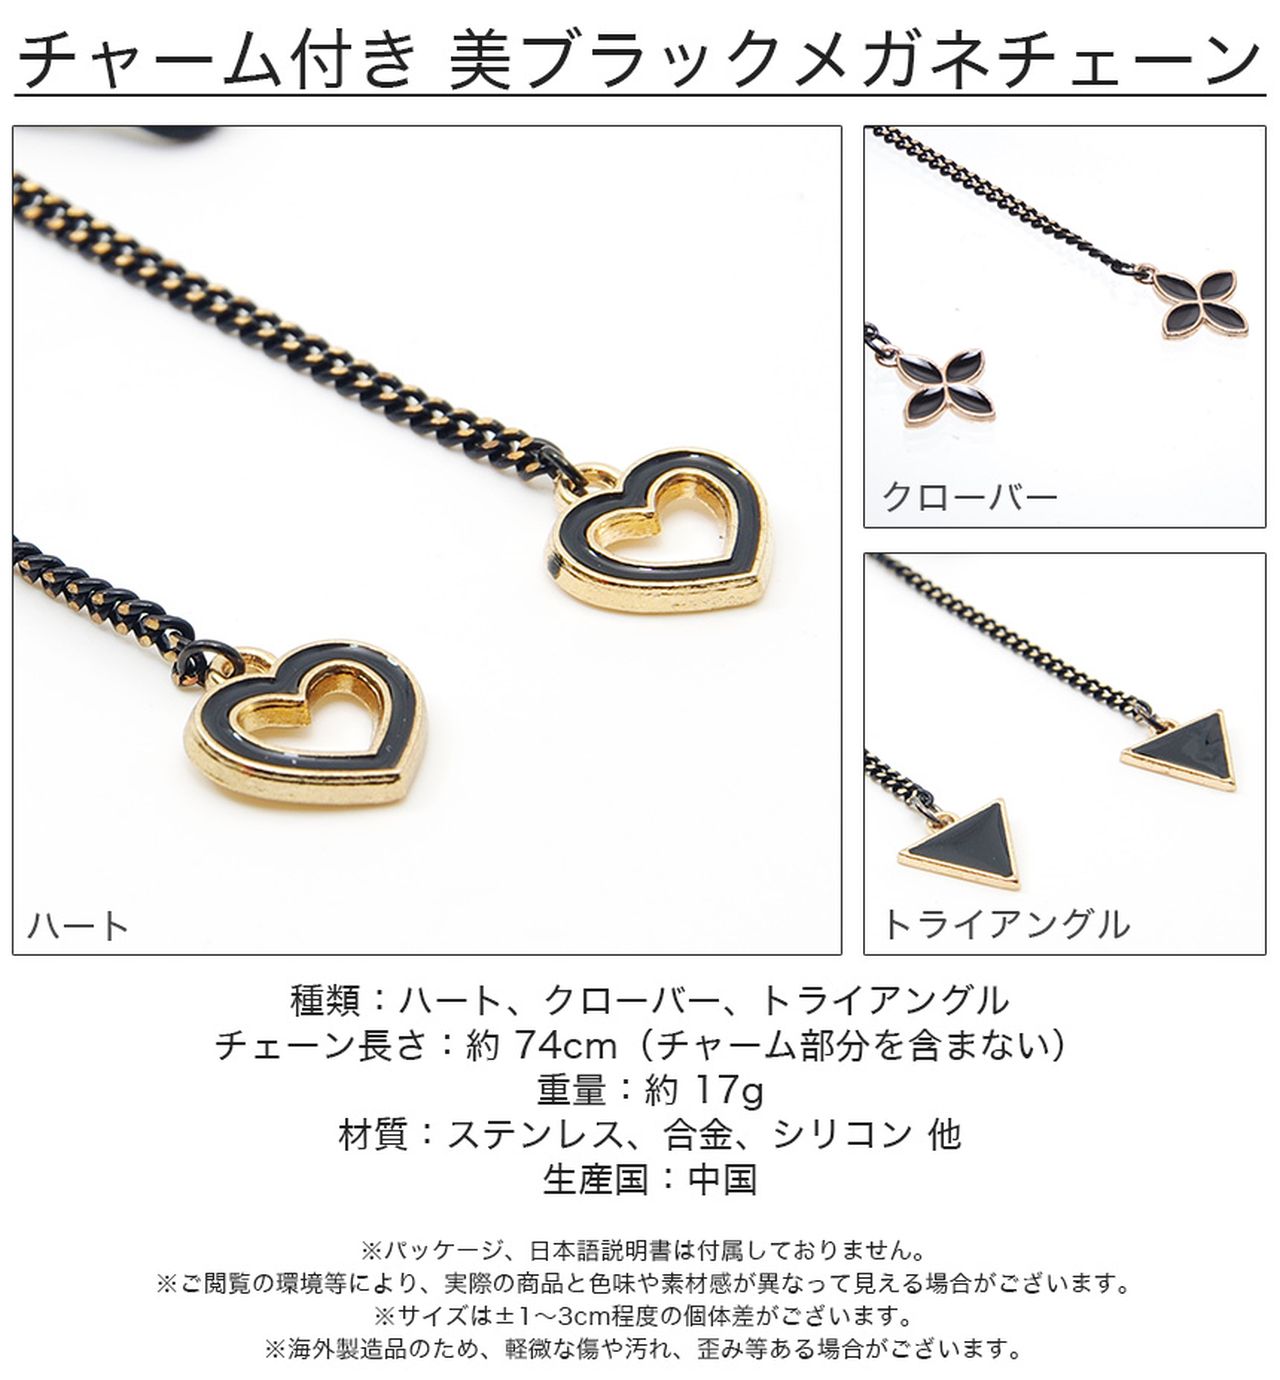 チャーム付き 美ブラックメガネチェーン
ハート
クローバー
トライアングル
種類：ハート、クローバー、トライアングル
チェーン長さ：約 74cm（チャーム部分を含まない）
重量：約 17g
材質：ステンレス、合金、シリコン 他
生産国：中国
※パッケージ、日本語説明書は付属しておりません。
※ご閲覧の環境等により、実際の商品と色味や素材感が異なって見える場合がございます。
※サイズは±1～3cm程度の個体差がございます。
※海外製造品のため、軽微な傷や汚れ、歪み等ある場合がございます。